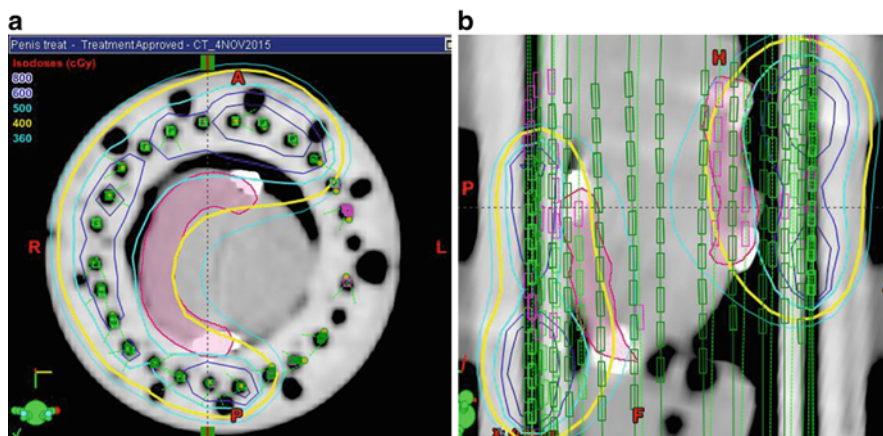 a
b
Penis treat - TreatmentApproved - CT_4NOV2015
Isodoses (cGy)
800
600
500
400
360
A
R
L
P
H
P
F